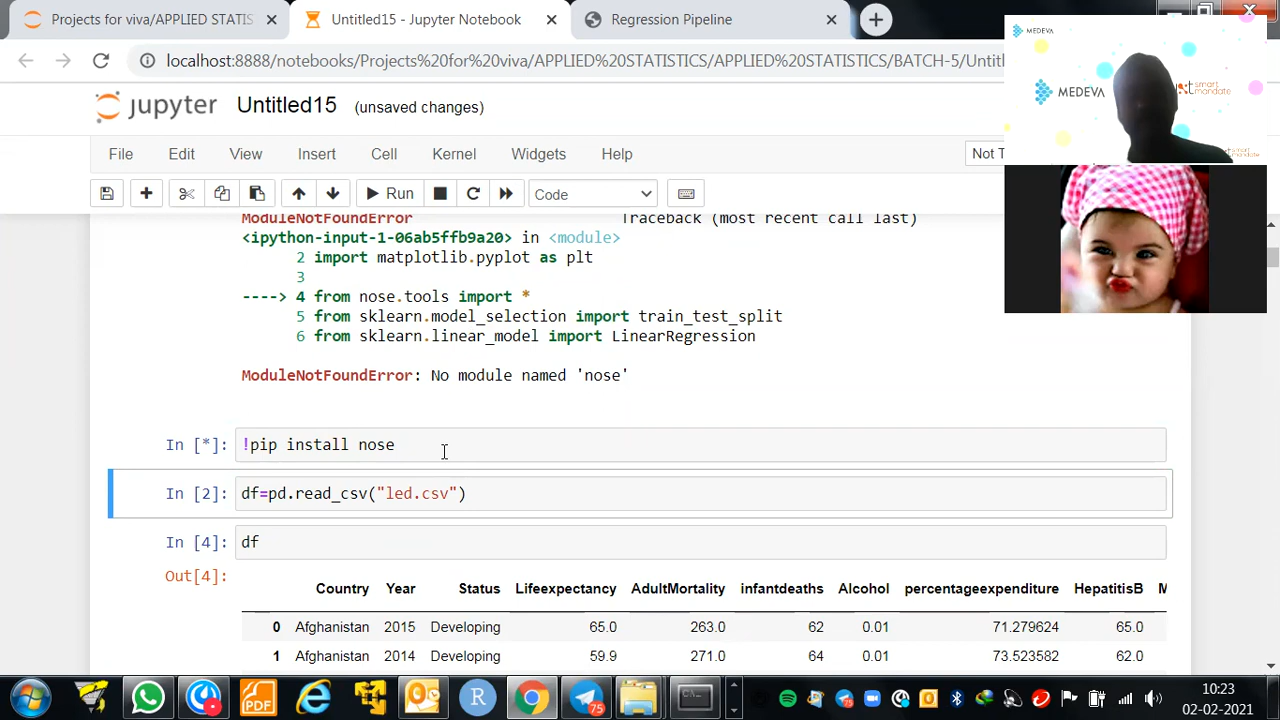 Projects for viva/APPLIED STATIS
Untitled15 - Jupyter Notebook
Regression Pipeline
localhost:8888/notebooks/Projects%20for%20viva/APPLIED%20STATISTICS/APPLIED%20STATISTICS/BATCH-5/Untit
MEDEVA
MEDEVA
smart
mandate
jupyter Untitled15 (unsaved changes)
File Edit View Insert Cell Kernel Widgets Help Not T
Run Code
ModuleNotFoundError Traceback (most recent call last)
<ipython-input-1-06ab5ffb9a20> in <module>
2 import matplotlib.pyplot as plt
3
----> 4 from nose.tools import *
5 from sklearn.model_selection import train_test_split
6 from sklearn.linear_model import LinearRegression
ModuleNotFoundError: No module named 'nose'
In [*]: !pip install nose
In [2]: df=pd.read_csv("led.csv")
In [4]: df
Out[4]:
Country Year Status Lifeexpectancy AdultMortality infantdeaths Alcohol percentageexpenditure HepatitisB M
0 Afghanistan 2015 Developing 65.0 263.0 62 0.01 71.279624 65.0
1 Afghanistan 2014 Developing 59.9 271.0 64 0.01 73.523582 62.0
PDF
R
75
10:23
02-02-2021